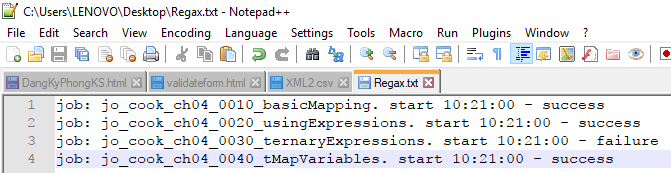 C:\Users\LENOVO\Desktop\Regax.txt - Notepad++
File Edit Search View Encoding Language Settings Tools Macro Run Plugins Window ?
DangKyPhongKS.html validateform.html XML2.csv Regax.txt
1 job: jo_cook_ch04_0010_basicMapping. start 10:21:00 - success
2 job: jo_cook_ch04_0020_usingExpressions. start 10:21:00 - success
3 job: jo_cook_ch04_0030_ternaryExpressions. start 10:21:00 - failure
4 job: jo_cook_ch04_0040_tMapVariables. start 10:21:00 - success